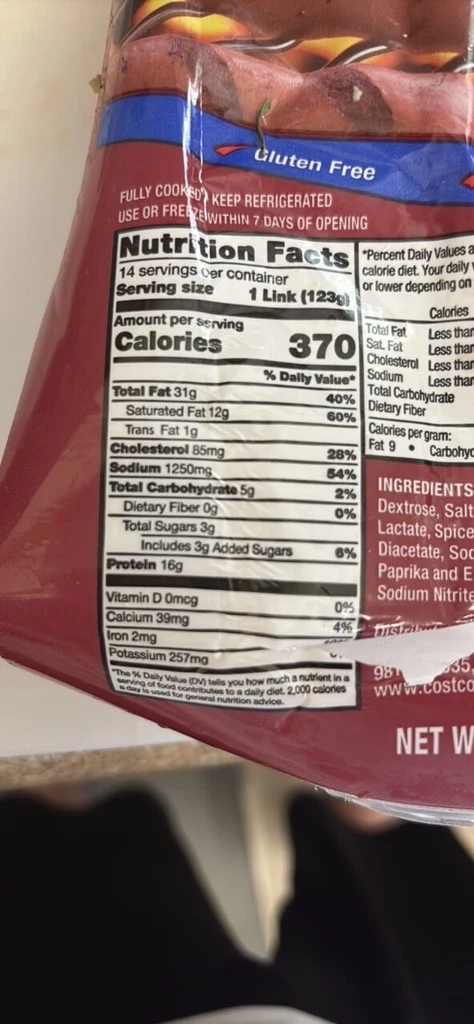 Gluten Free
FULLY COOKED KEEP REFRIGERATED
USE OR FREEZE WITHIN 7 DAYS OF OPENING
Nutrition Facts
14 servings per container
Serving size 1 Link (123g)
Amount per serving
Calories 370
% Daily Value*
Total Fat 31g 40%
Saturated Fat 12g 60%
Trans Fat 1g
Cholesterol 85mg 28%
Sodium 1250mg 54%
Total Carbohydrate 5g 2%
Dietary Fiber 0g 0%
Total Sugars 3g
Includes 3g Added Sugars 6%
Protein 16g
Vitamin D 0mcg 0%
Calcium 39mg 4%
Iron 2mg
Potassium 257mg
*The % Daily Value (DV) tells you how much a nutrient in a
serving of food contributes to a daily diet. 2,000 calories
a day is used for general nutrition advice.
*Percent Daily Values a
calorie diet. Your daily
or lower depending on
Calories
Total Fat Less than
Sat. Fat Less than
Cholesterol Less than
Sodium Less than
Total Carbohydrate
Dietary Fiber
Calories per gram:
Fat 9 • Carbohyd
INGREDIENTS
Dextrose, Salt
Lactate, Spice
Diacetate, Sod
Paprika and E
Sodium Nitrite
www.costco
NET W